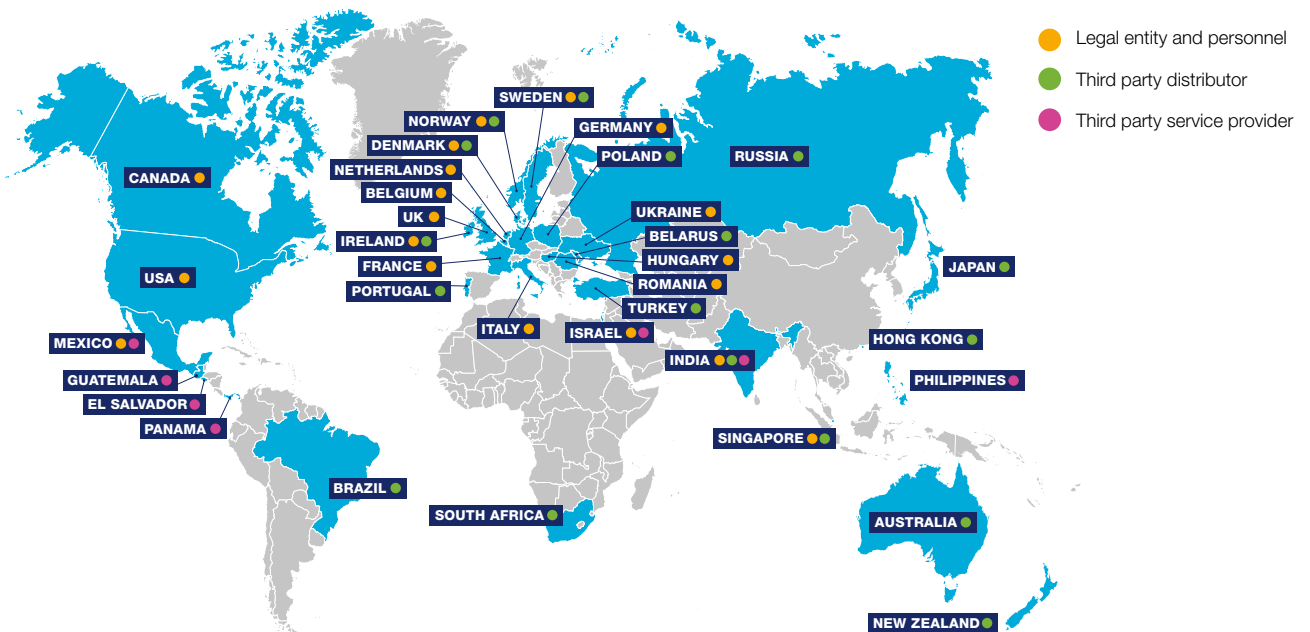 Legal entity and personnel
Third party distributor
Third party service provider
SWEDEN
NORWAY
GERMANY
DENMARK
POLAND
RUSSIA
NETHERLANDS
CANADA
BELGIUM
UK
UKRAINE
IRELAND
BELARUS
FRANCE
HUNGARY
JAPAN
USA
ROMANIA
PORTUGAL
TURKEY
ITALY
ISRAEL
MEXICO
HONG KONG
INDIA
GUATEMALA
PHILIPPINES
EL SALVADOR
PANAMA
SINGAPORE
BRAZIL
SOUTH AFRICA
AUSTRALIA
NEW ZEALAND